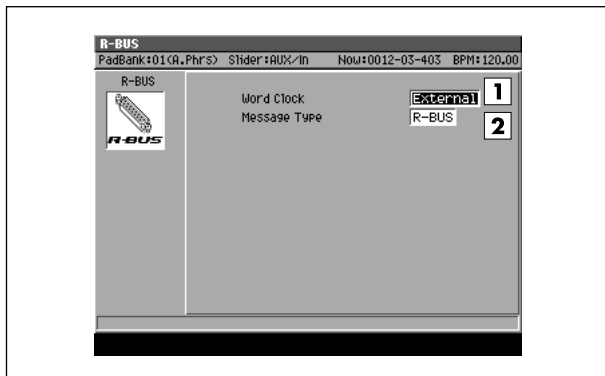 R-BUS
PadBank:01(A.Phrs) Slider:AUX/In Now:0012-03-403 BPM:120.00
R-BUS
R-BUS
Word Clock External 1
Message Type R-BUS 2